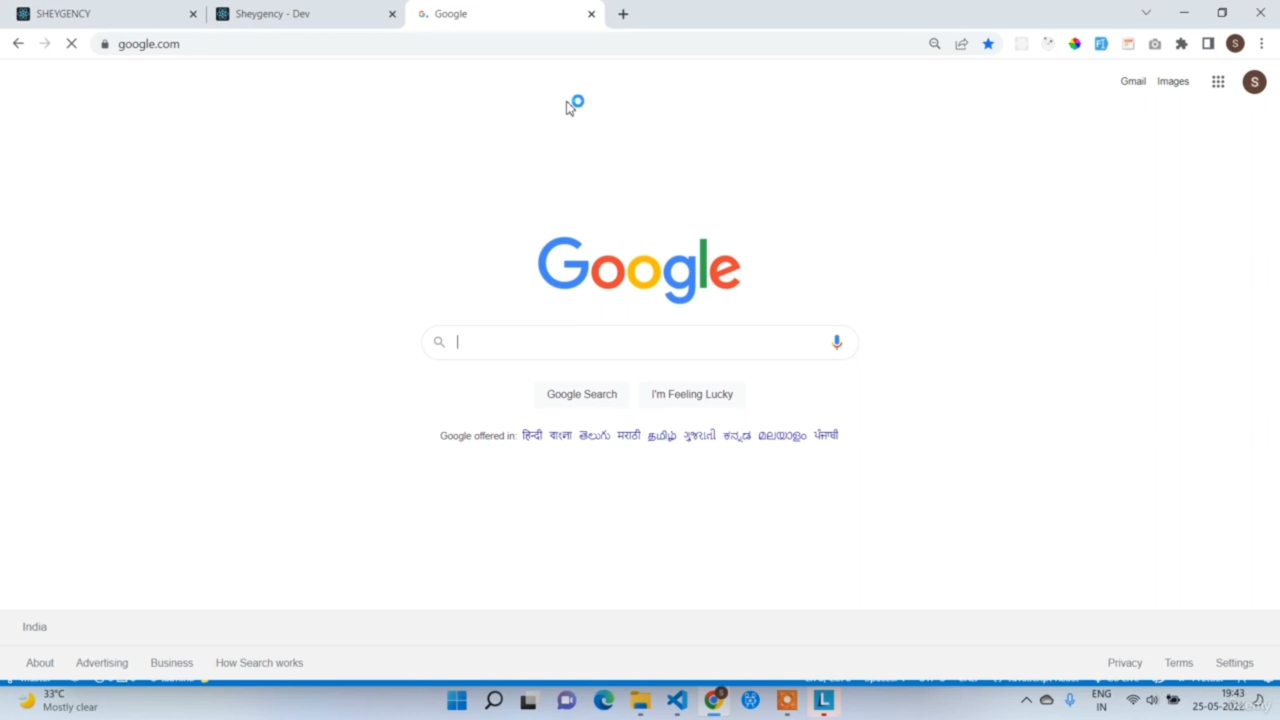 SHEYGENCY
Sheygency - Dev
Google
google.com
S
Gmail Images
S
Google
Google Search I'm Feeling Lucky
Google offered in: हिन्दी বাংলা తెలుగు मराठी தமிழ் ગુજરાતી ಕನ್ನಡ മലയാളം ਪੰਜਾਬੀ
India
About Advertising Business How Search works
Privacy Terms Settings
33°C
Mostly clear
ENG
IN
19:43
25-05-2022